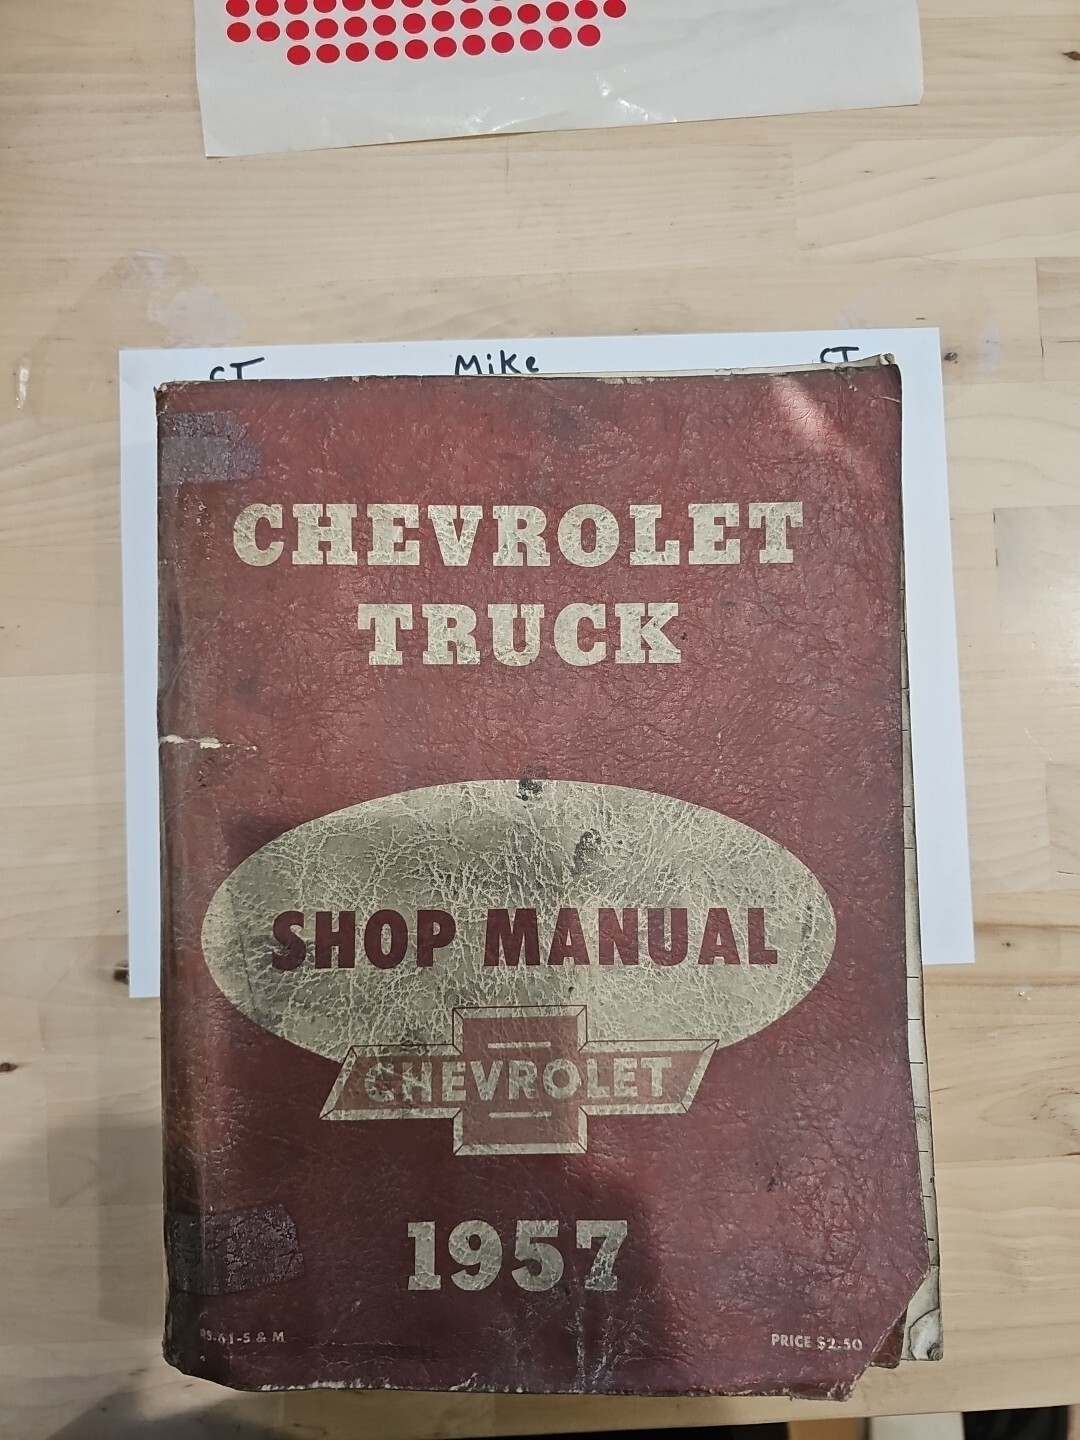 Mike
CHEVROLET
TRUCK
SHOP MANUAL
CHEVROLET
1957
S & M
PRICE $2.50